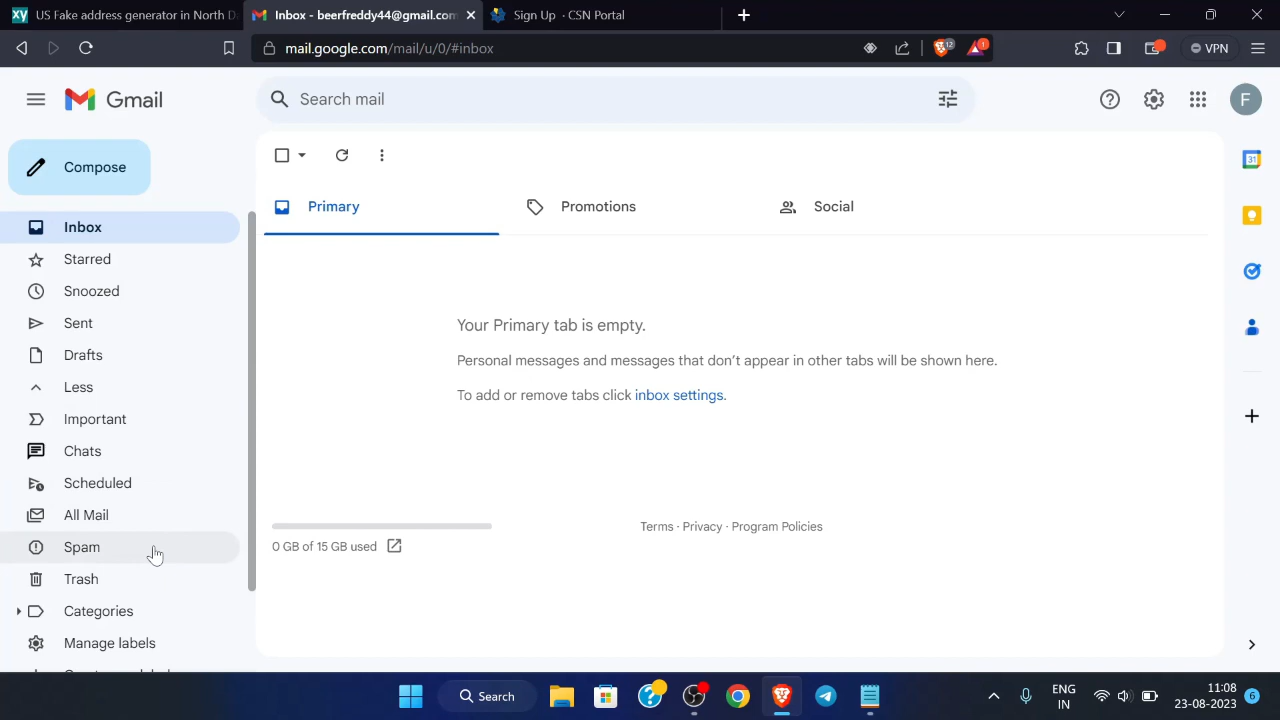 US Fake address generator in North D
Inbox - beerfreddy44@gmail.com
Sign Up · CSN Portal
mail.google.com/mail/u/0/#inbox
12
1
VPN
Gmail
Search mail
F
Compose
31
Primary
Promotions
Social
Inbox
Starred
Snoozed
Sent
Drafts
Less
Important
Chats
Scheduled
All Mail
Spam
Trash
Categories
Manage labels
Your Primary tab is empty.
Personal messages and messages that don't appear in other tabs will be shown here.
To add or remove tabs click inbox settings.
Terms · Privacy · Program Policies
0 GB of 15 GB used
Search
ENG
IN
11:08
23-08-2023
6